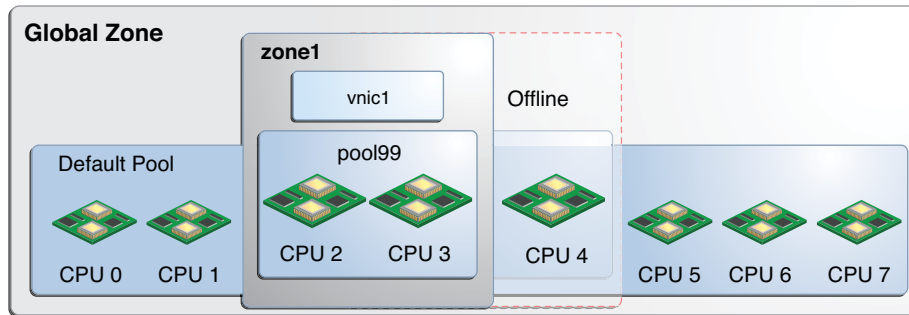 Global Zone
zone1
vnic1
Offline
Default Pool
pool99
CPU 0
CPU 1
CPU 2
CPU 3
CPU 4
CPU 5
CPU 6
CPU 7